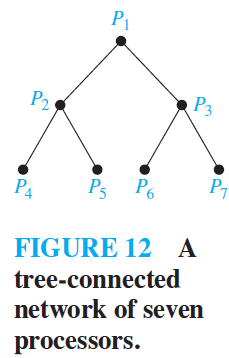 P1
P2 P3
P4 P5 P6 P7
FIGURE 12 A
tree-connected
network of seven
processors.